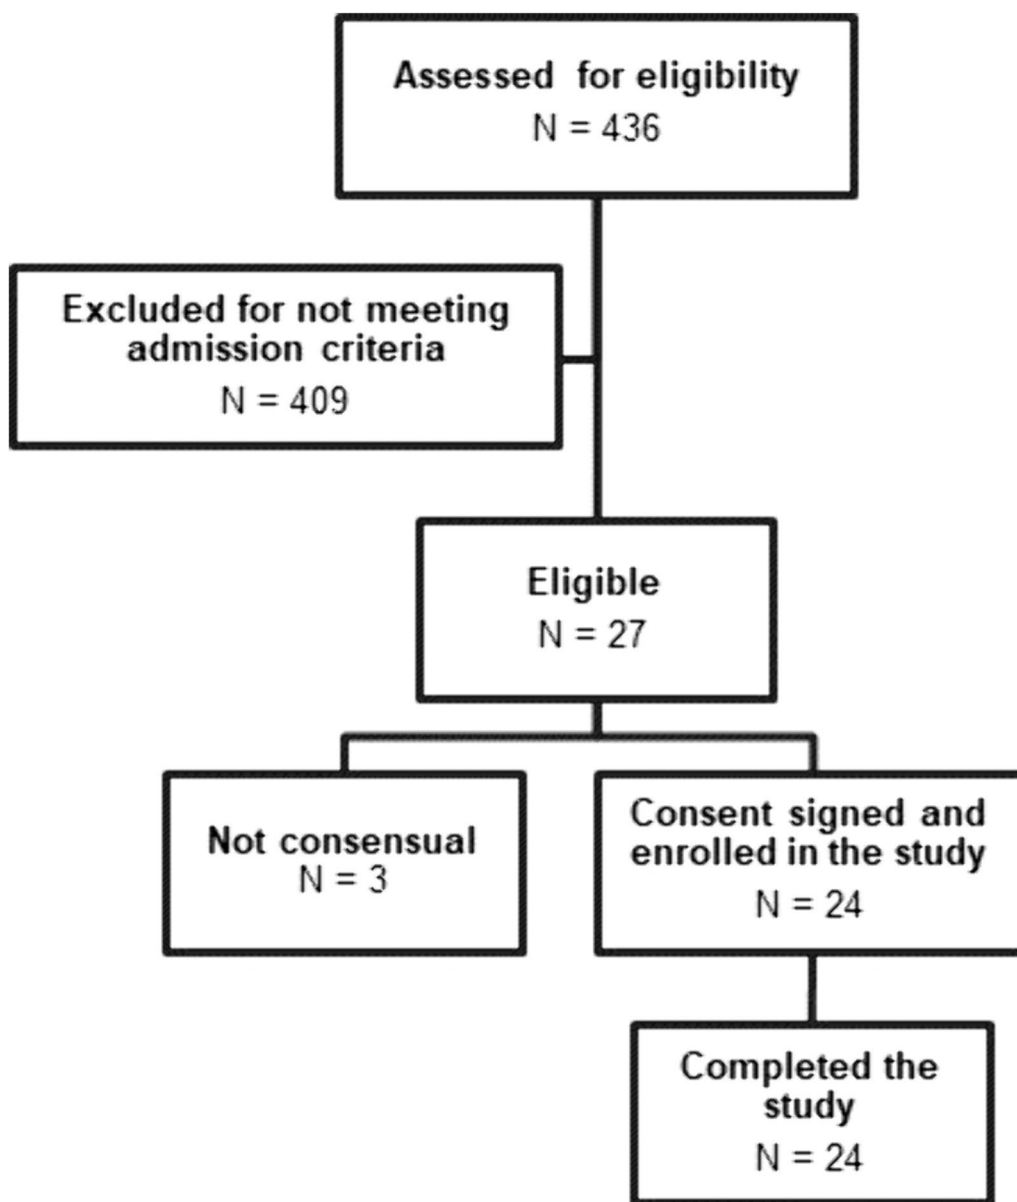 Assessed for eligibility
N = 436
Excluded for not meeting
admission criteria
N = 409
Eligible
N = 27
Not consensual
N = 3
Consent signed and
enrolled in the study
N = 24
Completed the
study
N = 24